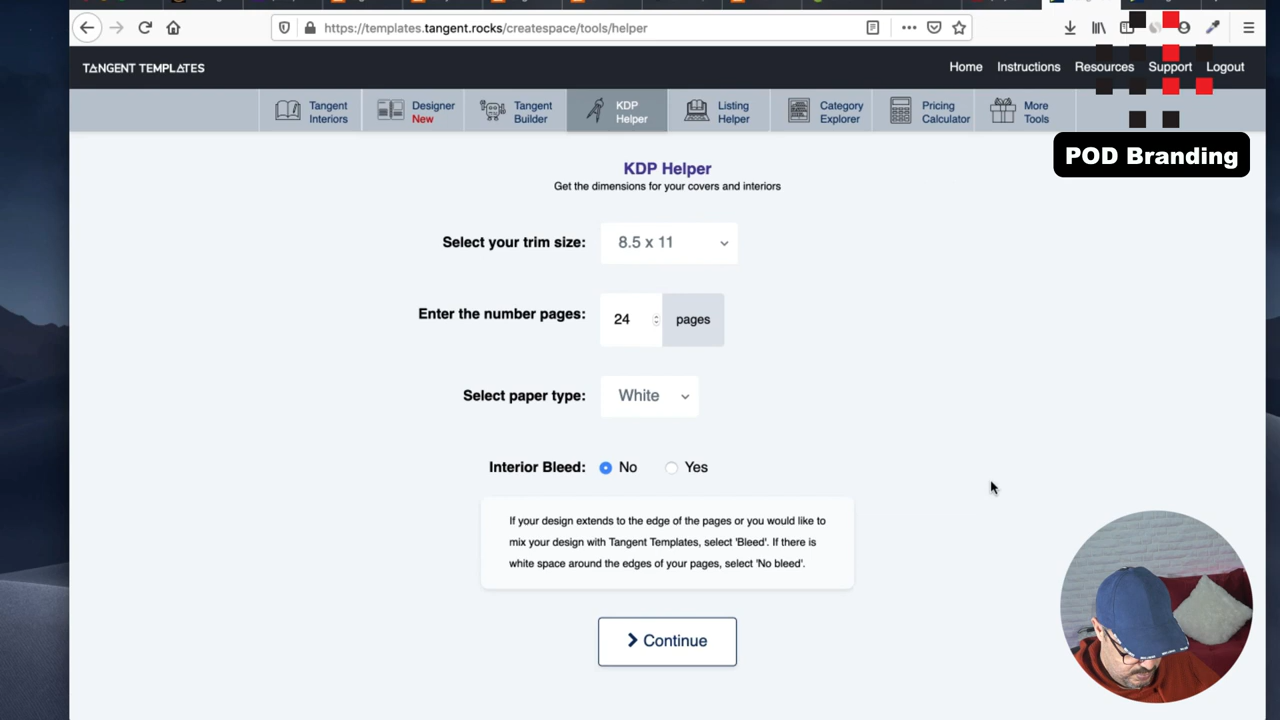 https://templates.tangent.rocks/createspace/tools/helper
TANGENT TEMPLATES
Home Instructions Resources Support Logout
Tangent Interiors
Designer New
Tangent Builder
KDP Helper
Listing Helper
Category Explorer
Pricing Calculator
More Tools
POD Branding
KDP Helper
Get the dimensions for your covers and interiors
Select your trim size: 8.5 x 11
Enter the number pages: 24 pages
Select paper type: White
Interior Bleed: No Yes
If your design extends to the edge of the pages or you would like to
mix your design with Tangent Templates, select 'Bleed'. If there is
white space around the edges of your pages, select 'No bleed'.
Continue